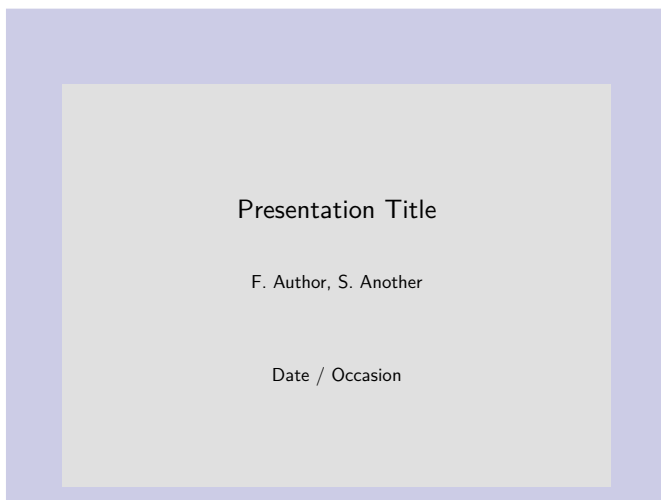 Presentation Title
F. Author, S. Another
Date / Occasion